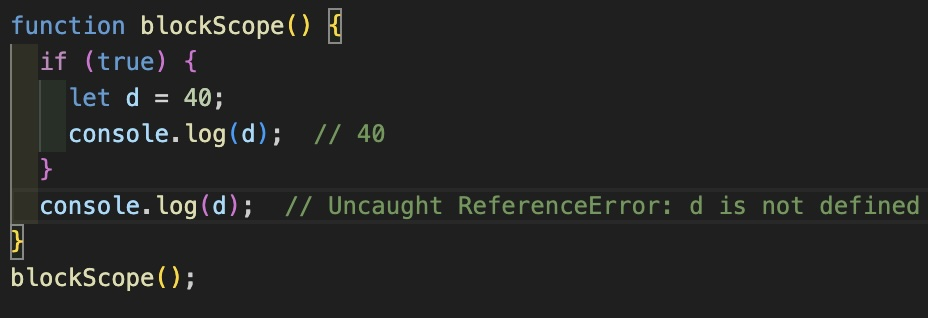 function blockScope() {
  if (true) {
    let d = 40;
    console.log(d);  // 40
  }
  console.log(d);  // Uncaught ReferenceError: d is not defined
}
blockScope();